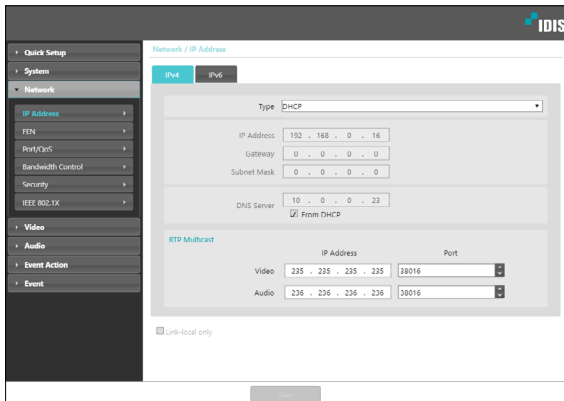 IDIS
Quick Setup
System
Network
IP Address
FEN
Port/QoS
Bandwidth Control
Security
IEEE 802.1X
Video
Audio
Event Action
Event
Network / IP Address
IPv4 IPv6
Type DHCP
IP Address 192 . 168 . 0 . 16
Gateway 0 . 0 . 0 . 0
Subnet Mask 0 . 0 . 0 . 0
DNS Server 10 . 0 . 0 . 23
From DHCP
RTP Multicast
IP Address Port
Video 235 . 235 . 235 . 235 38016
Audio 236 . 236 . 236 . 236 38016
Link-local only
Save